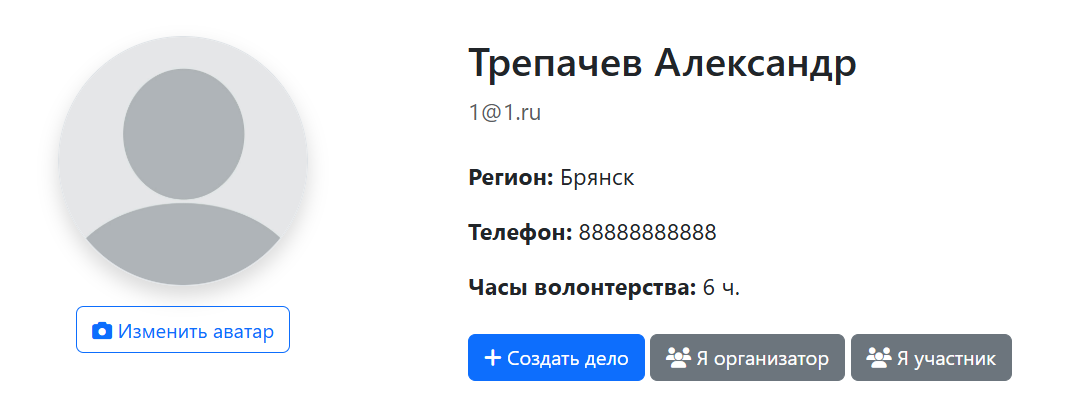 Трепачев Александр
1@1.ru
Регион: Брянск
Телефон: 88888888888
Часы волонтерства: 6 ч.
Изменить аватар
Создать дело
Я организатор
Я участник